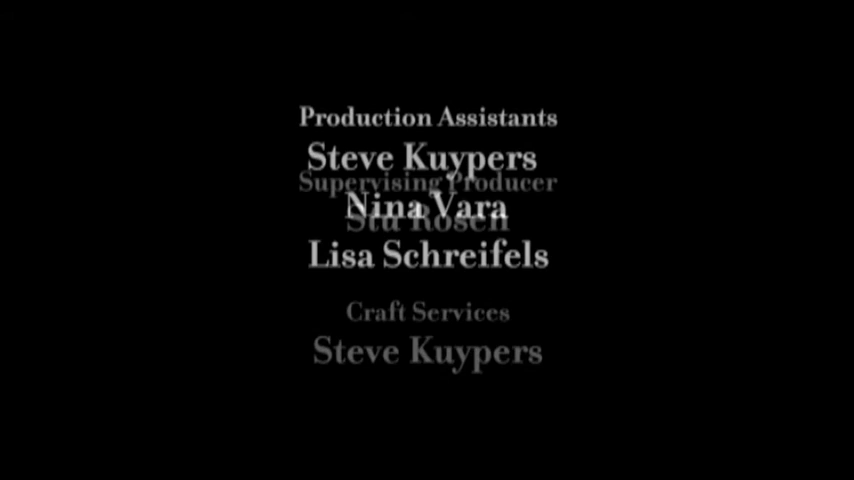 Production Assistants
Steve Kuypers
Supervising Producer
Nina Vara
Stu Rosen
Lisa Schreifels
Craft Services
Steve Kuypers